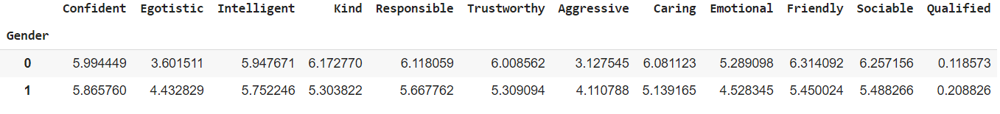 Confident Egotistic Intelligent Kind Responsible Trustworthy Aggressive Caring Emotional Friendly Sociable Qualified
Gender
0 5.994449 3.601511 5.947671 6.172770 6.118059 6.008562 3.127545 6.081123 5.289098 6.314092 6.257156 0.118573
1 5.865760 4.432829 5.752246 5.303822 5.667762 5.309094 4.110788 5.139165 4.528345 5.450024 5.488266 0.208826